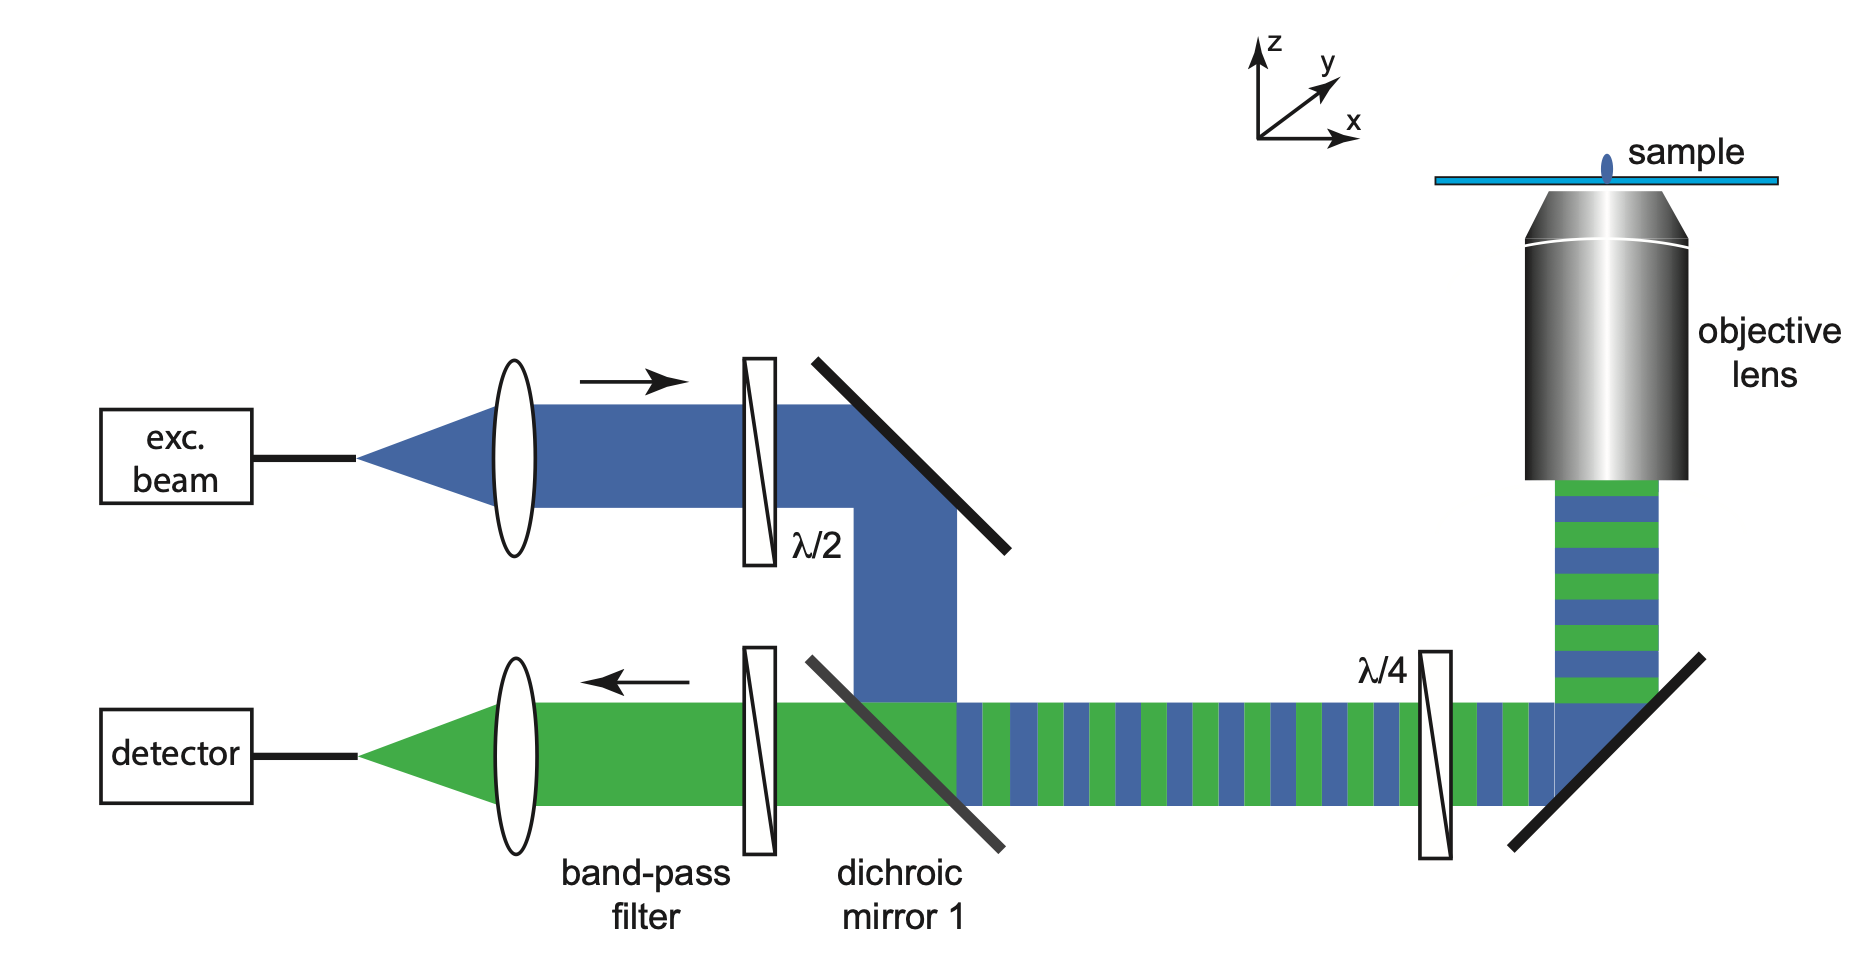 z
y
x
sample
objective
lens
exc.
beam
λ/2
λ/4
detector
band-pass
filter
dichroic
mirror 1